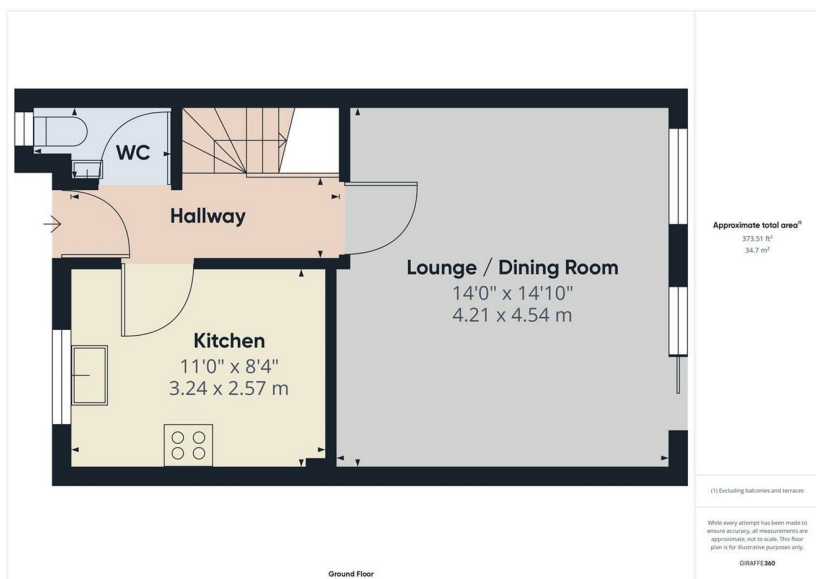 WC
Hallway
Lounge / Dining Room
14'0" x 14'10"
4.21 x 4.54 m
Kitchen
11'0" x 8'4"
3.24 x 2.57 m
Ground Floor
Approximate total area(1)
373.51 ft²
34.7 m²
(1) Excluding balconies and terraces
While every attempt has been made to
ensure accuracy, all measurements are
approximate, not to scale. This floor
plan is for illustrative purposes only.
GIRAFFE360